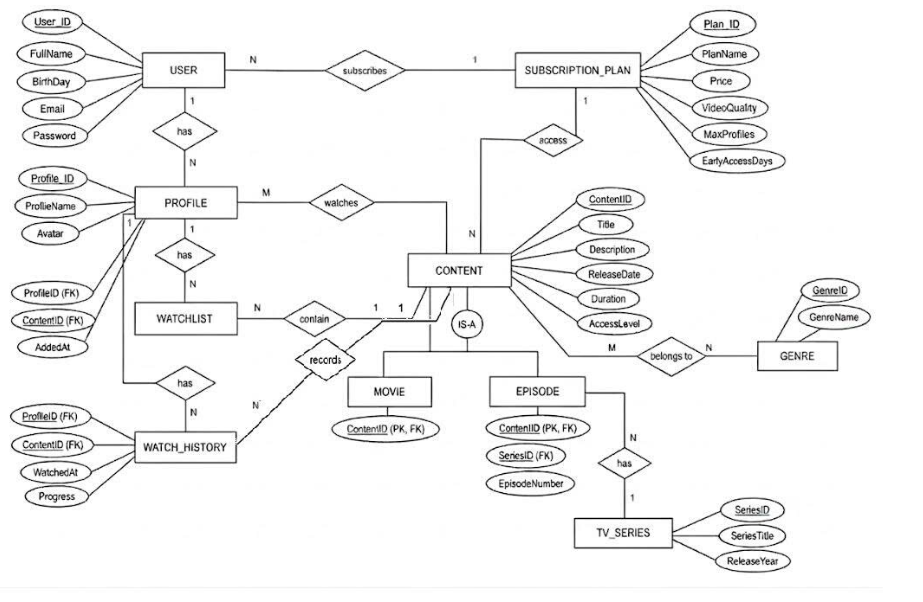 User_ID
FullName
BirthDay
Email
Password
USER
N
subscribes
1
SUBSCRIPTION_PLAN
Plan_ID
PlanName
Price
VideoQuality
MaxProfiles
EarlyAccessDays
1
has
N
1
access
N
Profile_ID
ProflieName
Avatar
PROFILE
M
watches
1
1
has
N
ProfileID (FK)
ContentID (FK)
AddedAt
WATCHLIST
N
contain
1
1
CONTENT
ContentID
Title
Description
ReleaseDate
Duration
AccessLevel
IS-A
records
N
M
belongs to
N
GENRE
GenreID
GenreName
has
N
ProfileID (FK)
ContentID (FK)
WatchedAt
Progress
WATCH_HISTORY
MOVIE
ContentID (PK, FK)
EPISODE
ContentID (PK, FK)
SeriesID (FK)
EpisodeNumber
N
has
1
TV_SERIES
SeriesID
SeriesTitle
ReleaseYear